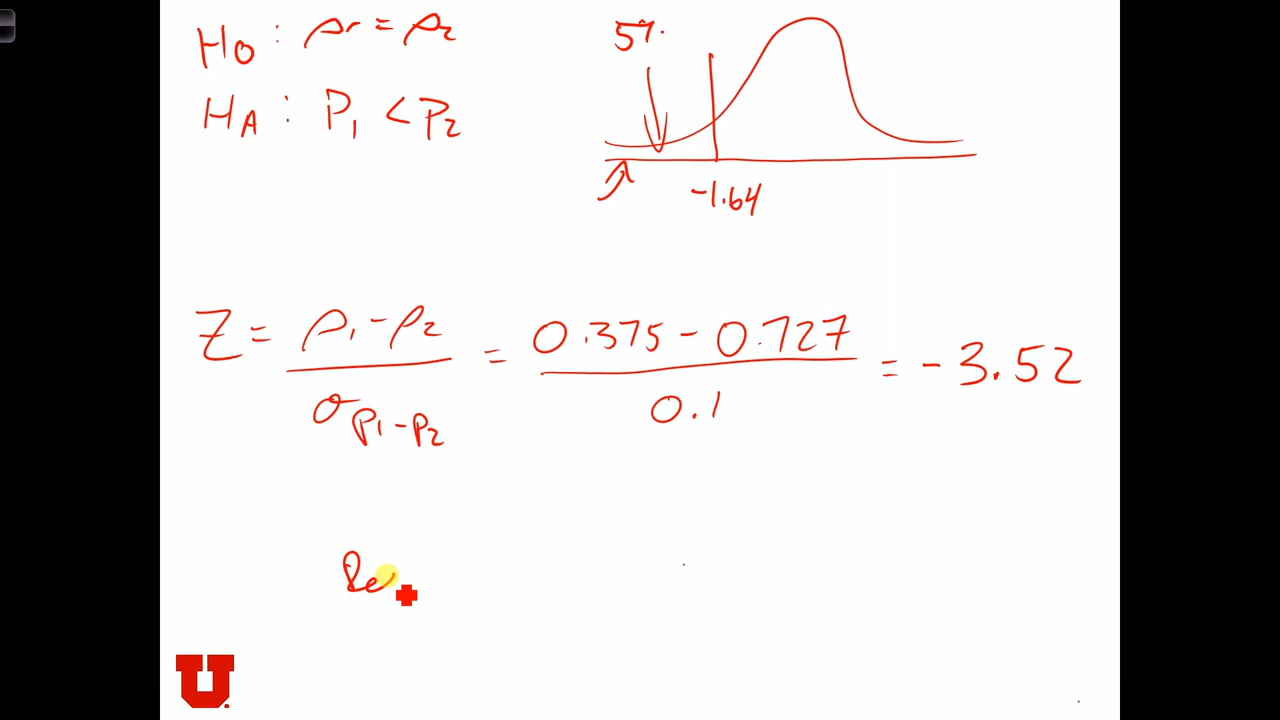 H0 : p1 = p2
HA : P1 < P2
5%
-1.64
Z = p1 - p2 / σp1-p2 = 0.375 - 0.727 / 0.1 = -3.52
Re
U